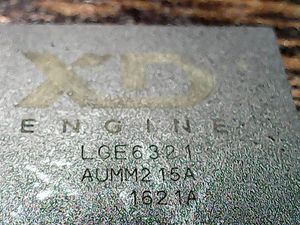 XD
ENGINE
LGE6321
AUMM215A
1621A